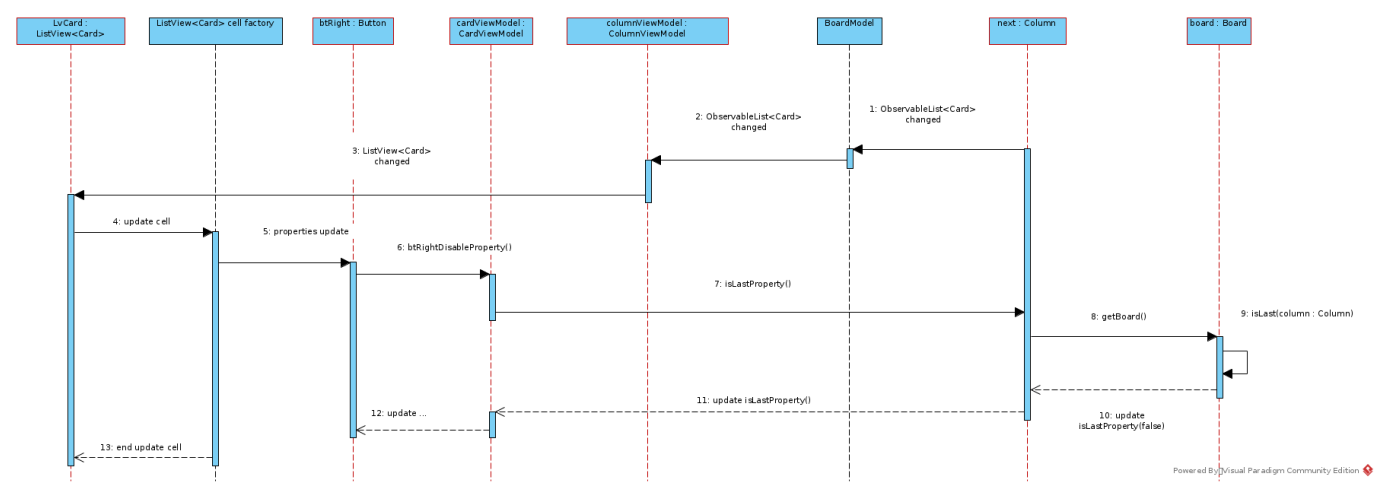 LvCard :
ListView<Card>
ListView<Card> cell factory
btRight : Button
cardViewModel :
CardViewModel
columnViewModel :
ColumnViewModel
BoardModel
next : Column
board : Board
1: ObservableList<Card>
changed
2: ObservableList<Card>
changed
3: ListView<Card>
changed
4: update cell
5: properties update
6: btRightDisableProperty()
7: isLastProperty()
8: getBoard()
9: isLast(column : Column)
10: update
isLastProperty(false)
11: update isLastProperty()
12: update ...
13: end update cell
Powered By Visual Paradigm Community Edition